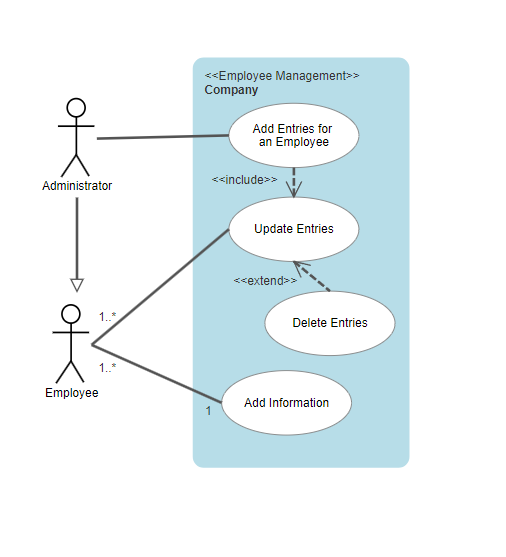 <<Employee Management>>
Company
Add Entries for
an Employee
Administrator
<<include>>
Update Entries
<<extend>>
1..*
Delete Entries
1..*
Employee
Add Information
1